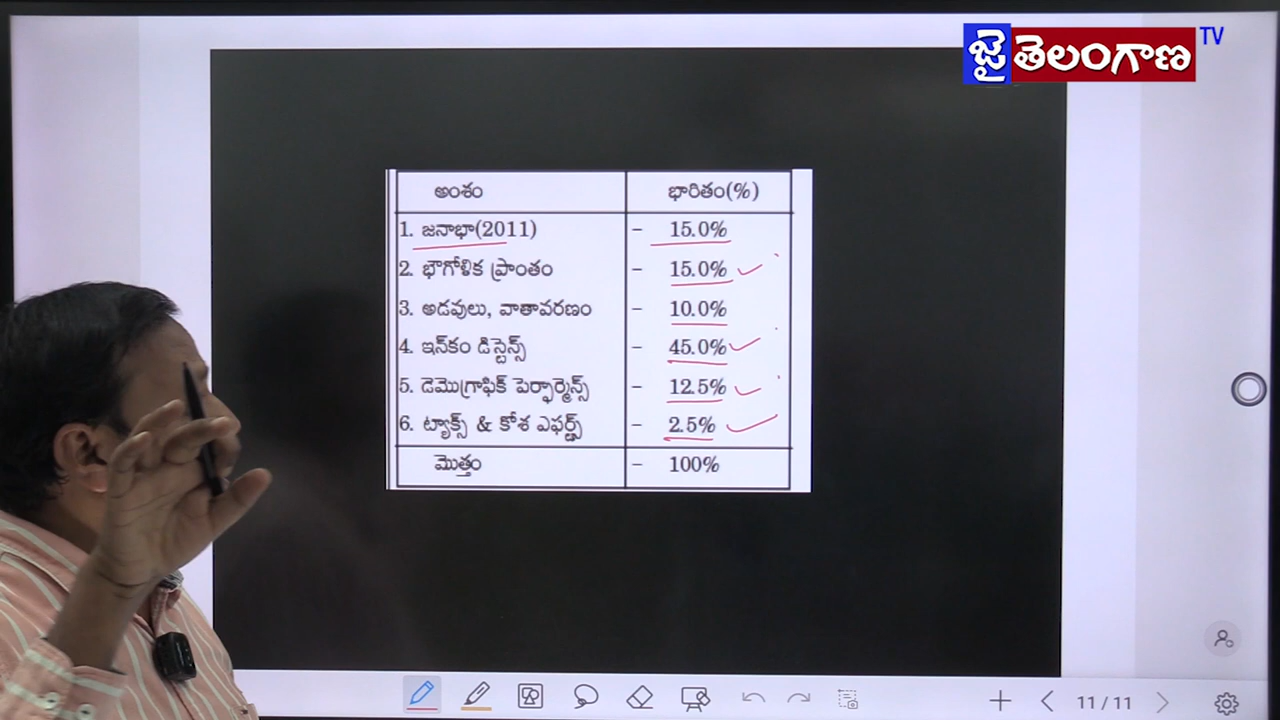 జై తెలంగాణ TV
అంశం భారితం(%)
1. జనాభా(2011) - 15.0%
2. భౌగోళిక ప్రాంతం - 15.0%
3. అడవులు, వాతావరణం - 10.0%
4. ఇన్‌కం డిస్టెన్స్ - 45.0%
5. డెమొగ్రాఫిక్ పెర్ఫార్మెన్స్ - 12.5%
6. ట్యాక్స్ & కోశ ఎఫర్ట్స్ - 2.5%
మొత్తం - 100%
11/11